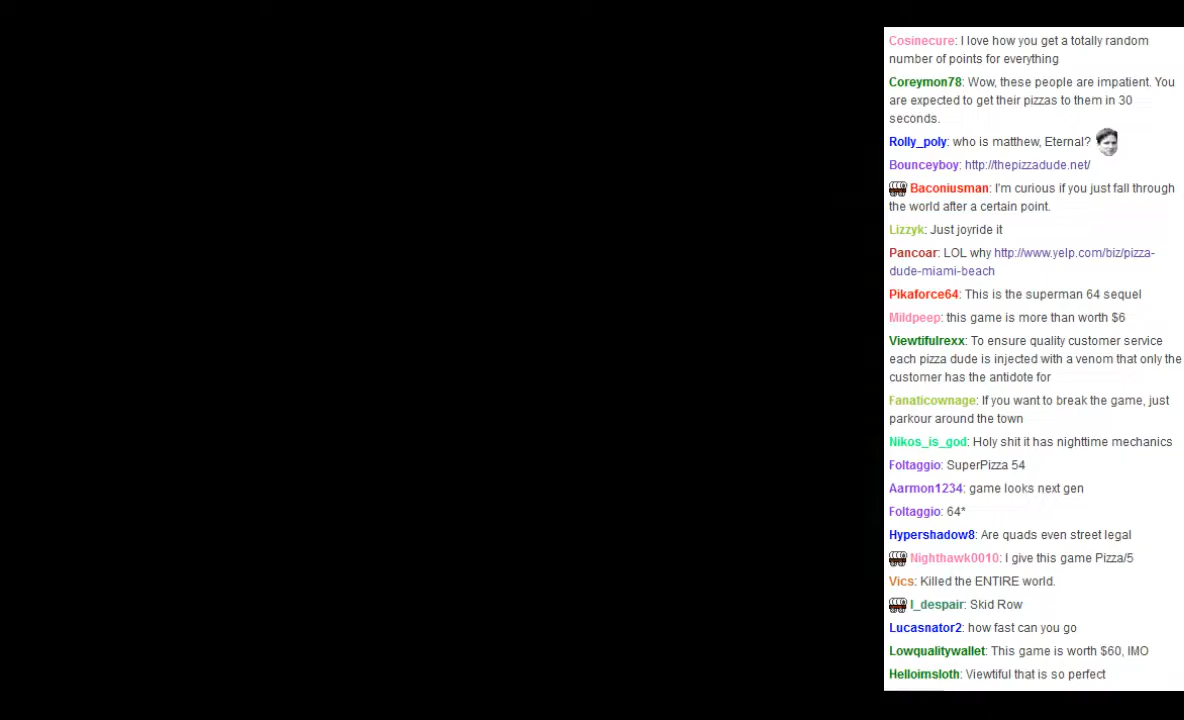 Cosinecure: I love how you get a totally random
number of points for everything
Coreymon78: Wow, these people are impatient. You
are expected to get their pizzas to them in 30
seconds.
Rolly_poly: who is matthew, Eternal?
Bounceyboy: http://thepizzadude.net/
Baconiusman: I'm curious if you just fall through
the world after a certain point.
Lizzyk: Just joyride it
Pancoar: LOL why http://www.yelp.com/biz/pizza-
dude-miami-beach
Pikaforce64: This is the superman 64 sequel
Mildpeep: this game is more than worth $6
Viewtifulrexx: To ensure quality customer service
each pizza dude is injected with a venom that only the
customer has the antidote for
Fanaticownage: If you want to break the game, just
parkour around the town
Nikos_is_god: Holy shit it has nighttime mechanics
Foltaggio: SuperPizza 54
Aarmon1234: game looks next gen
Foltaggio: 64*
Hypershadow8: Are quads even street legal
Nighthawk0010: I give this game Pizza/5
Vics: Killed the ENTIRE world.
I_despair: Skid Row
Lucasnator2: how fast can you go
Lowqualitywallet: This game is worth $60, IMO
Helloimsloth: Viewtiful that is so perfect